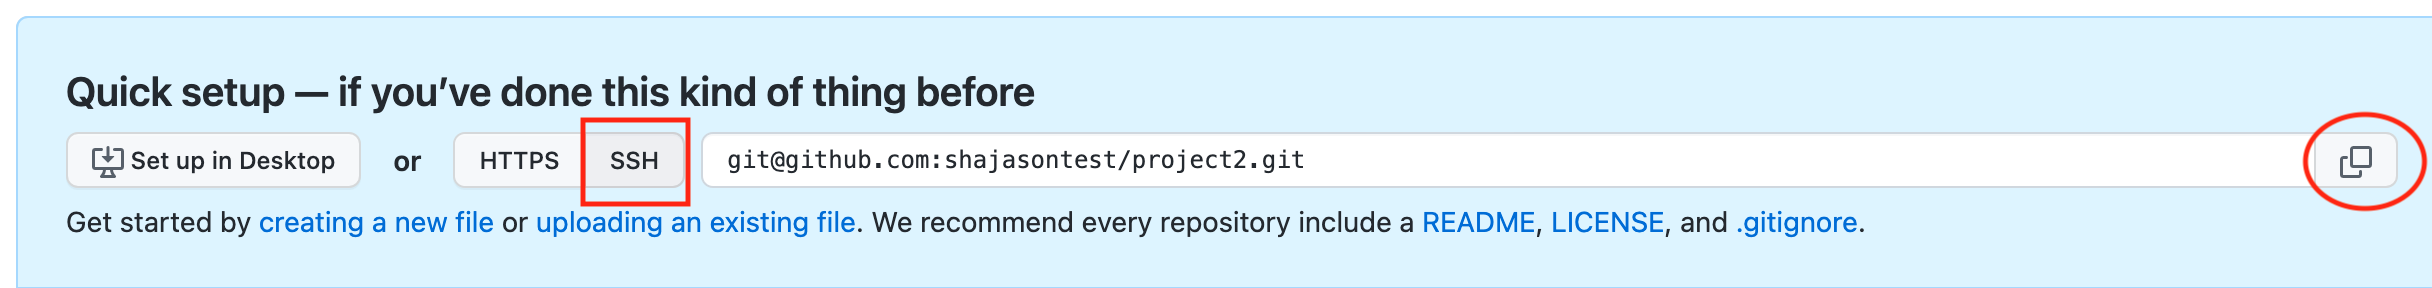 Quick setup — if you’ve done this kind of thing before
Set up in Desktop or HTTPS SSH git@github.com:shajasontest/project2.git
Get started by creating a new file or uploading an existing file. We recommend every repository include a README, LICENSE, and .gitignore.